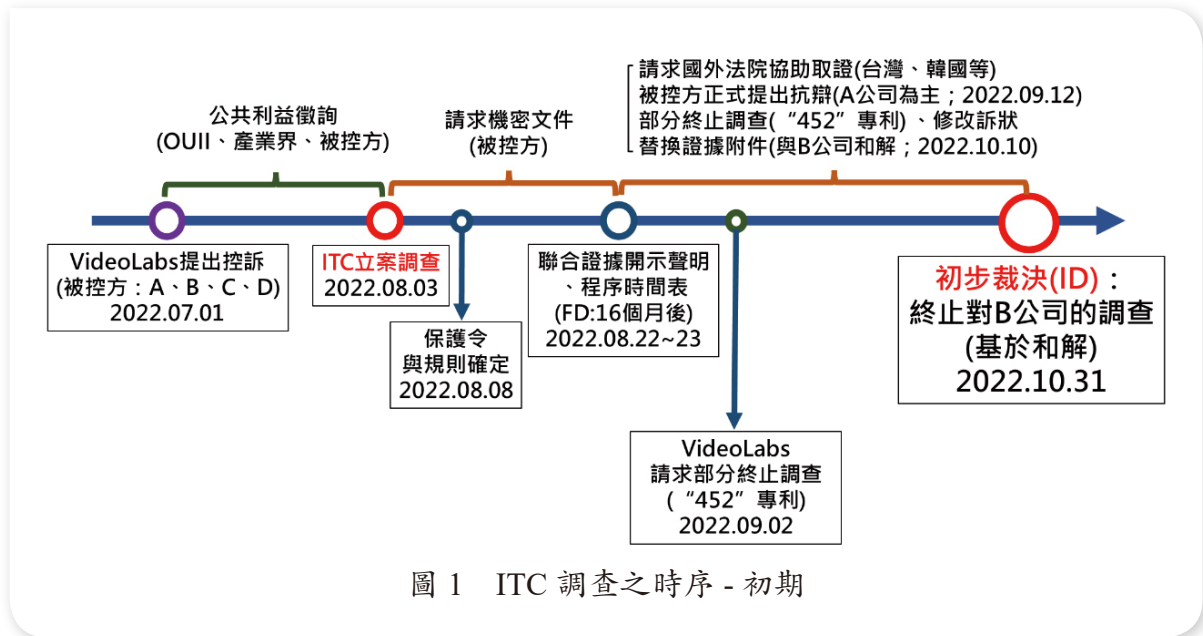 請求國外法院協助取證(台灣、韓國等)
被控方正式提出抗辯(A公司為主；2022.09.12)
部分終止調查(“452”專利)、修改訴狀
替換證據附件(與B公司和解；2022.10.10)
公共利益徵詢
(OUII、產業界、被控方)
請求機密文件
(被控方)
VideoLabs提出控訴
(被控方：A、B、C、D)
2022.07.01
ITC立案調查
2022.08.03
保護令
與規則確定
2022.08.08
聯合證據開示聲明
、程序時間表
(FD:16個月後)
2022.08.22~23
VideoLabs
請求部分終止調查
(“452”專利)
2022.09.02
初步裁決(ID)：
終止對B公司的調查
(基於和解)
2022.10.31
圖 1 ITC 調查之時序 - 初期